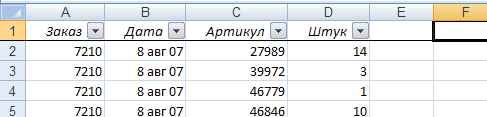 A B C D E F
1 Заказ Дата Артикул Штук
2 7210 8 авг 07 27989 14
3 7210 8 авг 07 39972 3
4 7210 8 авг 07 46779 1
5 7210 8 авг 07 46846 10